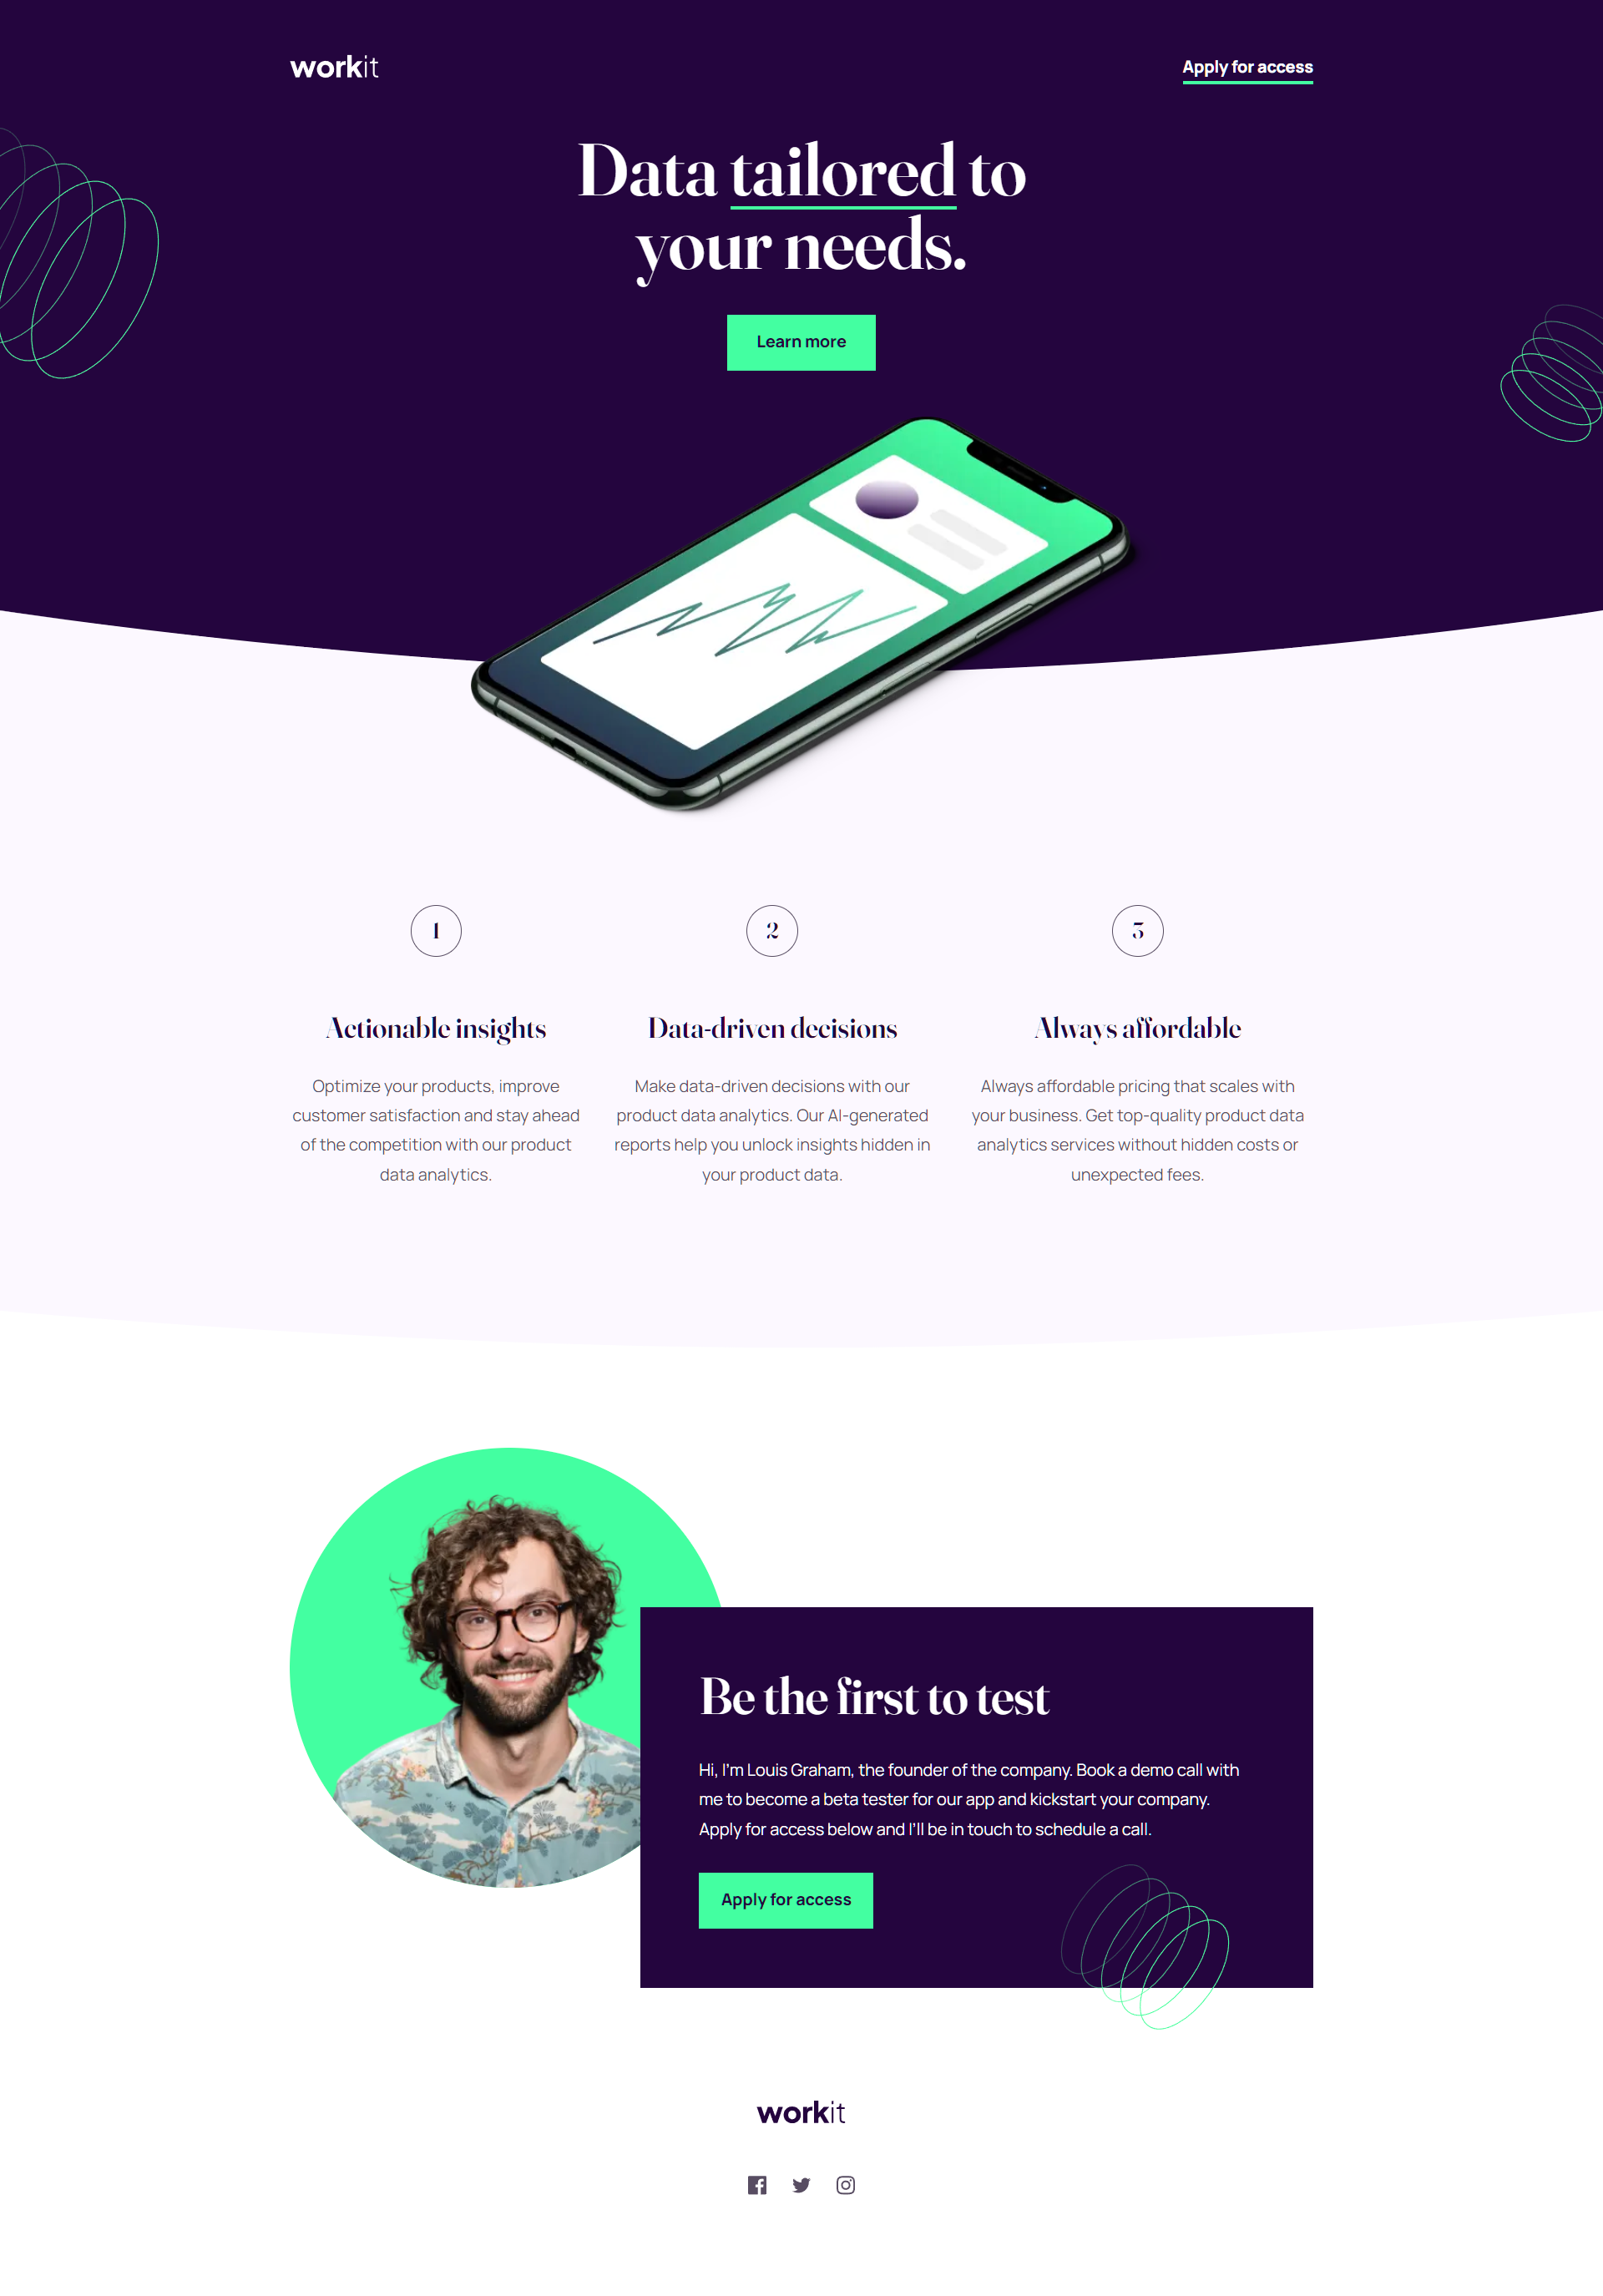 workit
Apply for access
Data tailored to
your needs.
Learn more
1
Actionable insights
Optimize your products, improve
customer satisfaction and stay ahead
of the competition with our product
data analytics.
2
Data-driven decisions
Make data-driven decisions with our
product data analytics. Our AI-generated
reports help you unlock insights hidden in
your product data.
3
Always affordable
Always affordable pricing that scales with
your business. Get top-quality product data
analytics services without hidden costs or
unexpected fees.
Be the first to test
Hi, I'm Louis Graham, the founder of the company. Book a demo call with
me to become a beta tester for our app and kickstart your company.
Apply for access below and I'll be in touch to schedule a call.
Apply for access
workit